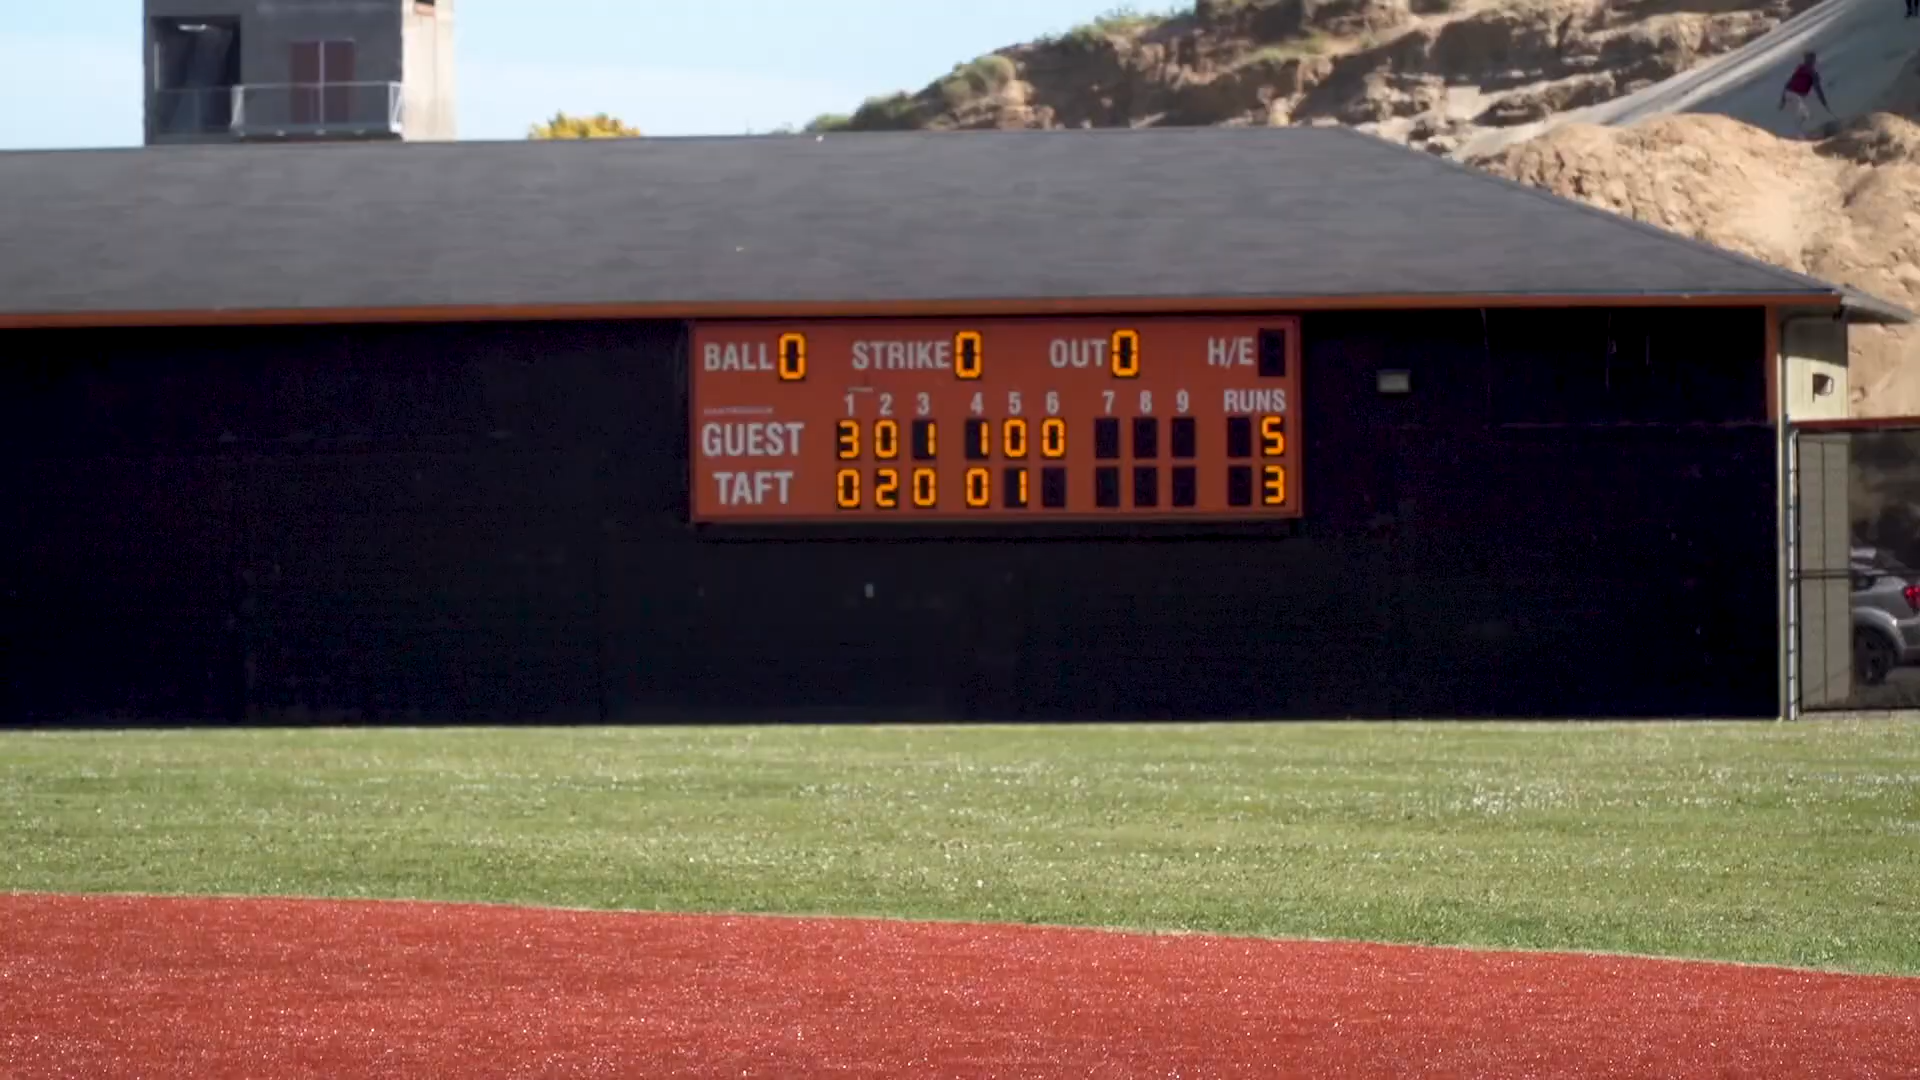 BALL 0 STRIKE 0 OUT 0 H/E
1 2 3 4 5 6 7 8 9 RUNS
GUEST 3 0 1 1 0 0 5
TAFT 0 2 0 0 1 3